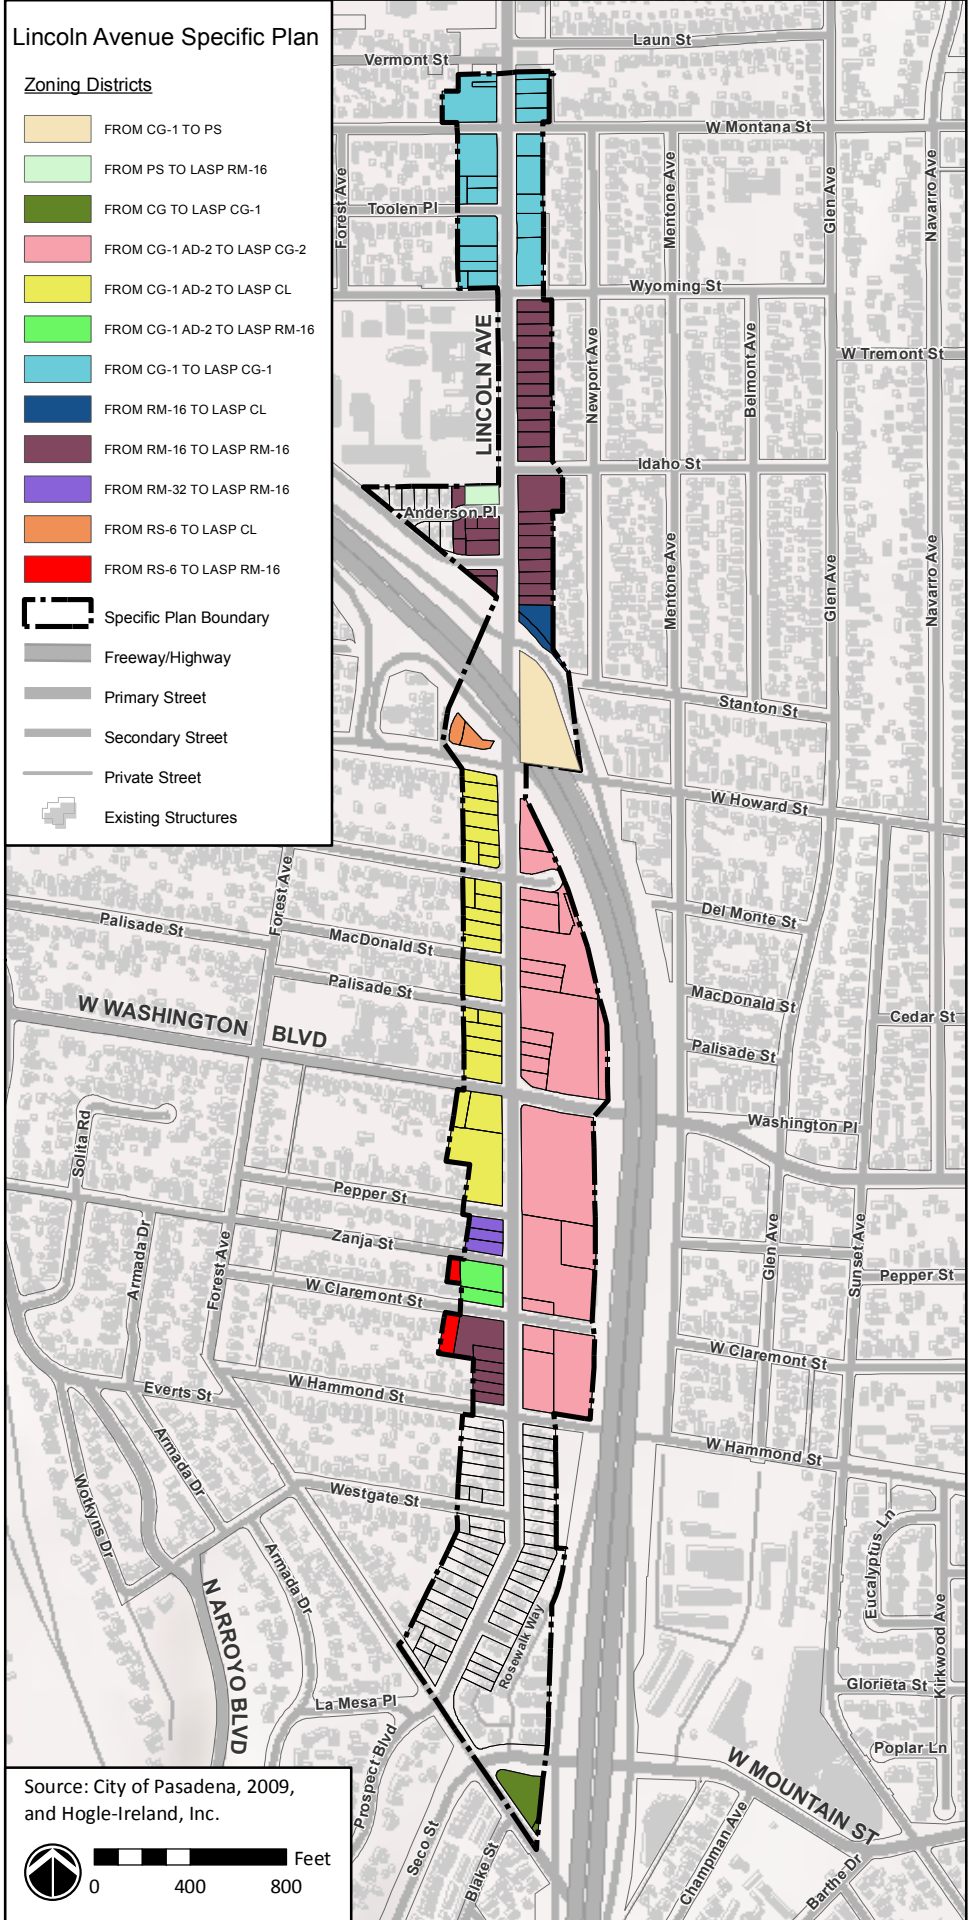 Lincoln Avenue Specific Plan
Zoning Districts
FROM CG-1 TO PS
FROM PS TO LASP RM-16
FROM CG TO LASP CG-1
FROM CG-1 AD-2 TO LASP CG-2
FROM CG-1 AD-2 TO LASP CL
FROM CG-1 AD-2 TO LASP RM-16
FROM CG-1 TO LASP CG-1
FROM RM-16 TO LASP CL
FROM RM-16 TO LASP RM-16
FROM RM-32 TO LASP RM-16
FROM RS-6 TO LASP CL
FROM RS-6 TO LASP RM-16
Specific Plan Boundary
Freeway/Highway
Primary Street
Secondary Street
Private Street
Existing Structures
Laun St
Vermont St
W Montana St
Forest Ave
Toolen Pl
Mentone Ave
Glen Ave
Navarro Ave
Wyoming St
LINCOLN AVE
Newport Ave
Belmont Ave
W Tremont St
Idaho St
Anderson Pl
Mentone Ave
Glen Ave
Navarro Ave
Stanton St
W Howard St
Forest Ave
Palisade St
MacDonald St
Del Monte St
Palisade St
MacDonald St
W WASHINGTON BLVD
Cedar St
Palisade St
Solita Rd
Washington Pl
Pepper St
Armada Dr
Forest Ave
Zanja St
Glen Ave
Sunset Ave
W Claremont St
Pepper St
W Claremont St
Everts St
W Hammond St
W Hammond St
Armada Dr
Wotkyns Dr
Westgate St
Armada Dr
Eucalyptus Ln
N ARROYO BLVD
Rosewalk Way
Kirkwood Ave
La Mesa Pl
Glorieta St
Prospect Blvd
Poplar Ln
W MOUNTAIN ST
Seco St
Blake St
Champman Ave
Barthe Dr
Source: City of Pasadena, 2009,
and Hogle-Ireland, Inc.
Feet
0 400 800